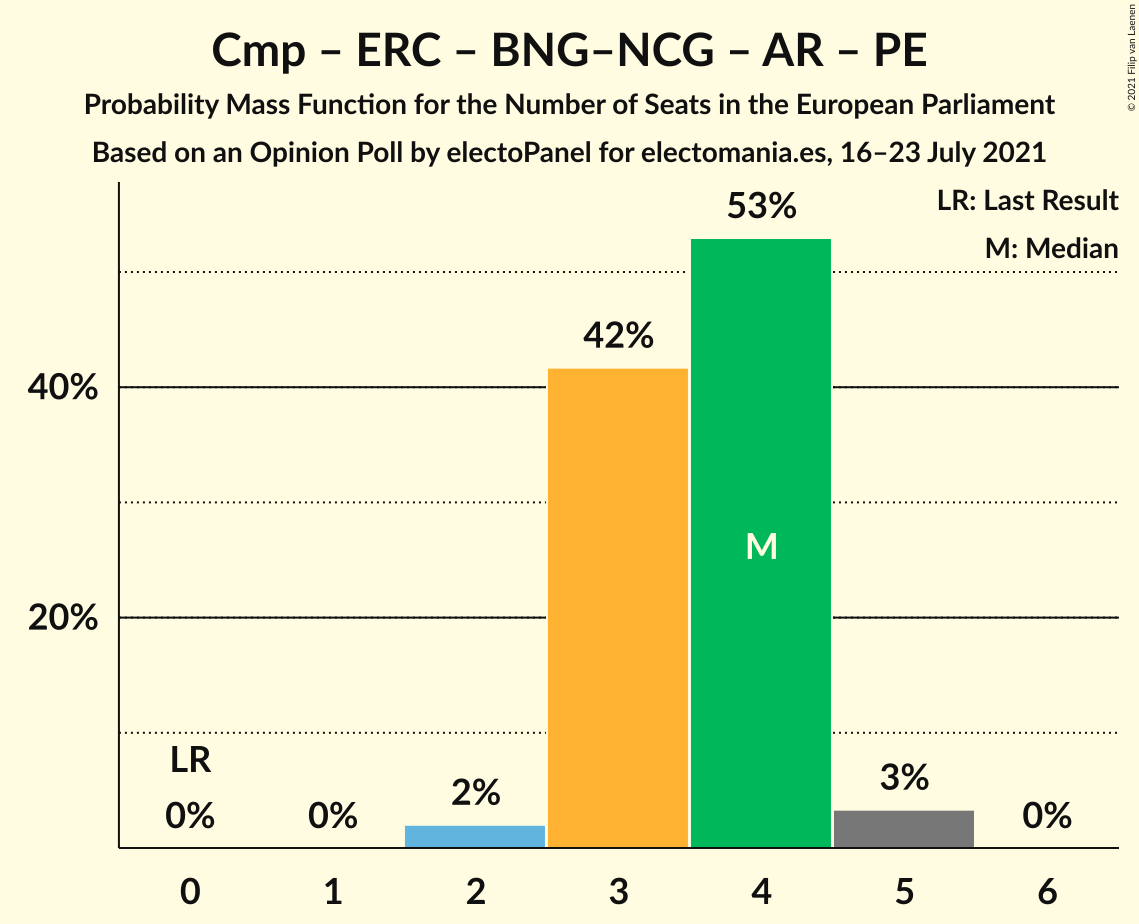 Cmp – ERC – BNG–NCG – AR – PE
Probability Mass Function for the Number of Seats in the European Parliament
Based on an Opinion Poll by electoPanel for electomania.es, 16–23 July 2021
© 2021 Filip van Laenen
LR: Last Result
M: Median
53%
42%
40%
M
20%
LR
0%
0%
2%
3%
0%
0
1
2
3
4
5
6